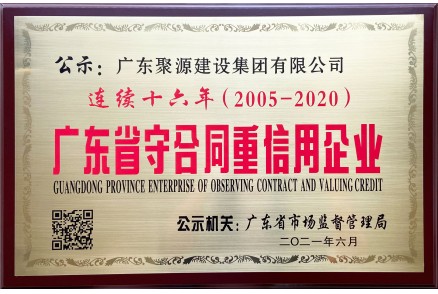 公示：广东聚源建设集团有限公司
连续十六年（2005-2020）
广东省守合同重信用企业
GUANGDONG PROVINCE ENTERPRISE OF OBSERVING CONTRACT AND VALUING CREDIT
公示机关：广东省市场监督管理局
二〇二一年六月